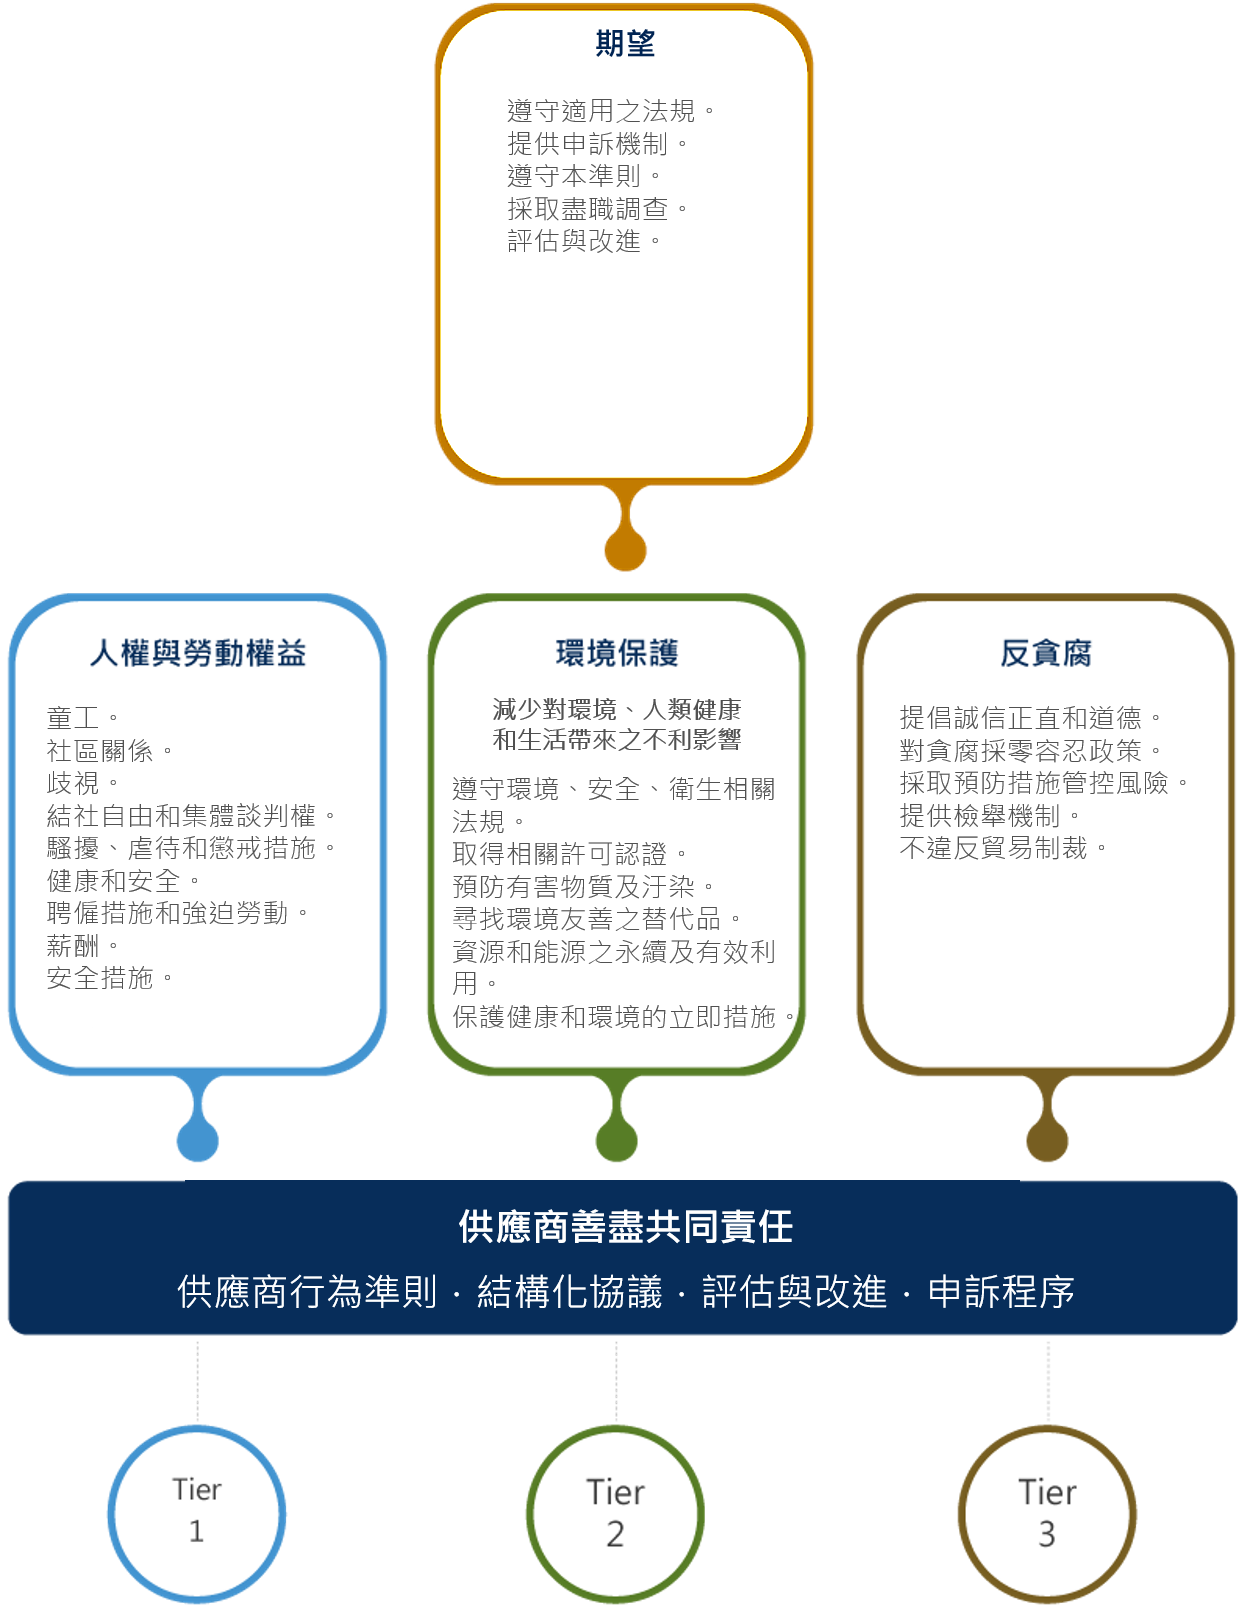 期望
遵守適用之法規。
提供申訴機制。
遵守本準則。
採取盡職調查。
評估與改進。
人權與勞動權益
童工。
社區關係。
歧視。
結社自由和集體談判權。
騷擾、虐待和懲戒措施。
健康和安全。
聘僱措施和強迫勞動。
薪酬。
安全措施。
環境保護
減少對環境、人類健康
和生活帶來之不利影響
遵守環境、安全、衛生相關
法規。
取得相關許可認證。
預防有害物質及汙染。
尋找環境友善之替代品。
資源和能源之永續及有效利
用。
保護健康和環境的立即措施。
反貪腐
提倡誠信正直和道德。
對貪腐採零容忍政策。
採取預防措施管控風險。
提供檢舉機制。
不違反貿易制裁。
供應商善盡共同責任
供應商行為準則．結構化協議．評估與改進．申訴程序
Tier
1
Tier
2
Tier
3